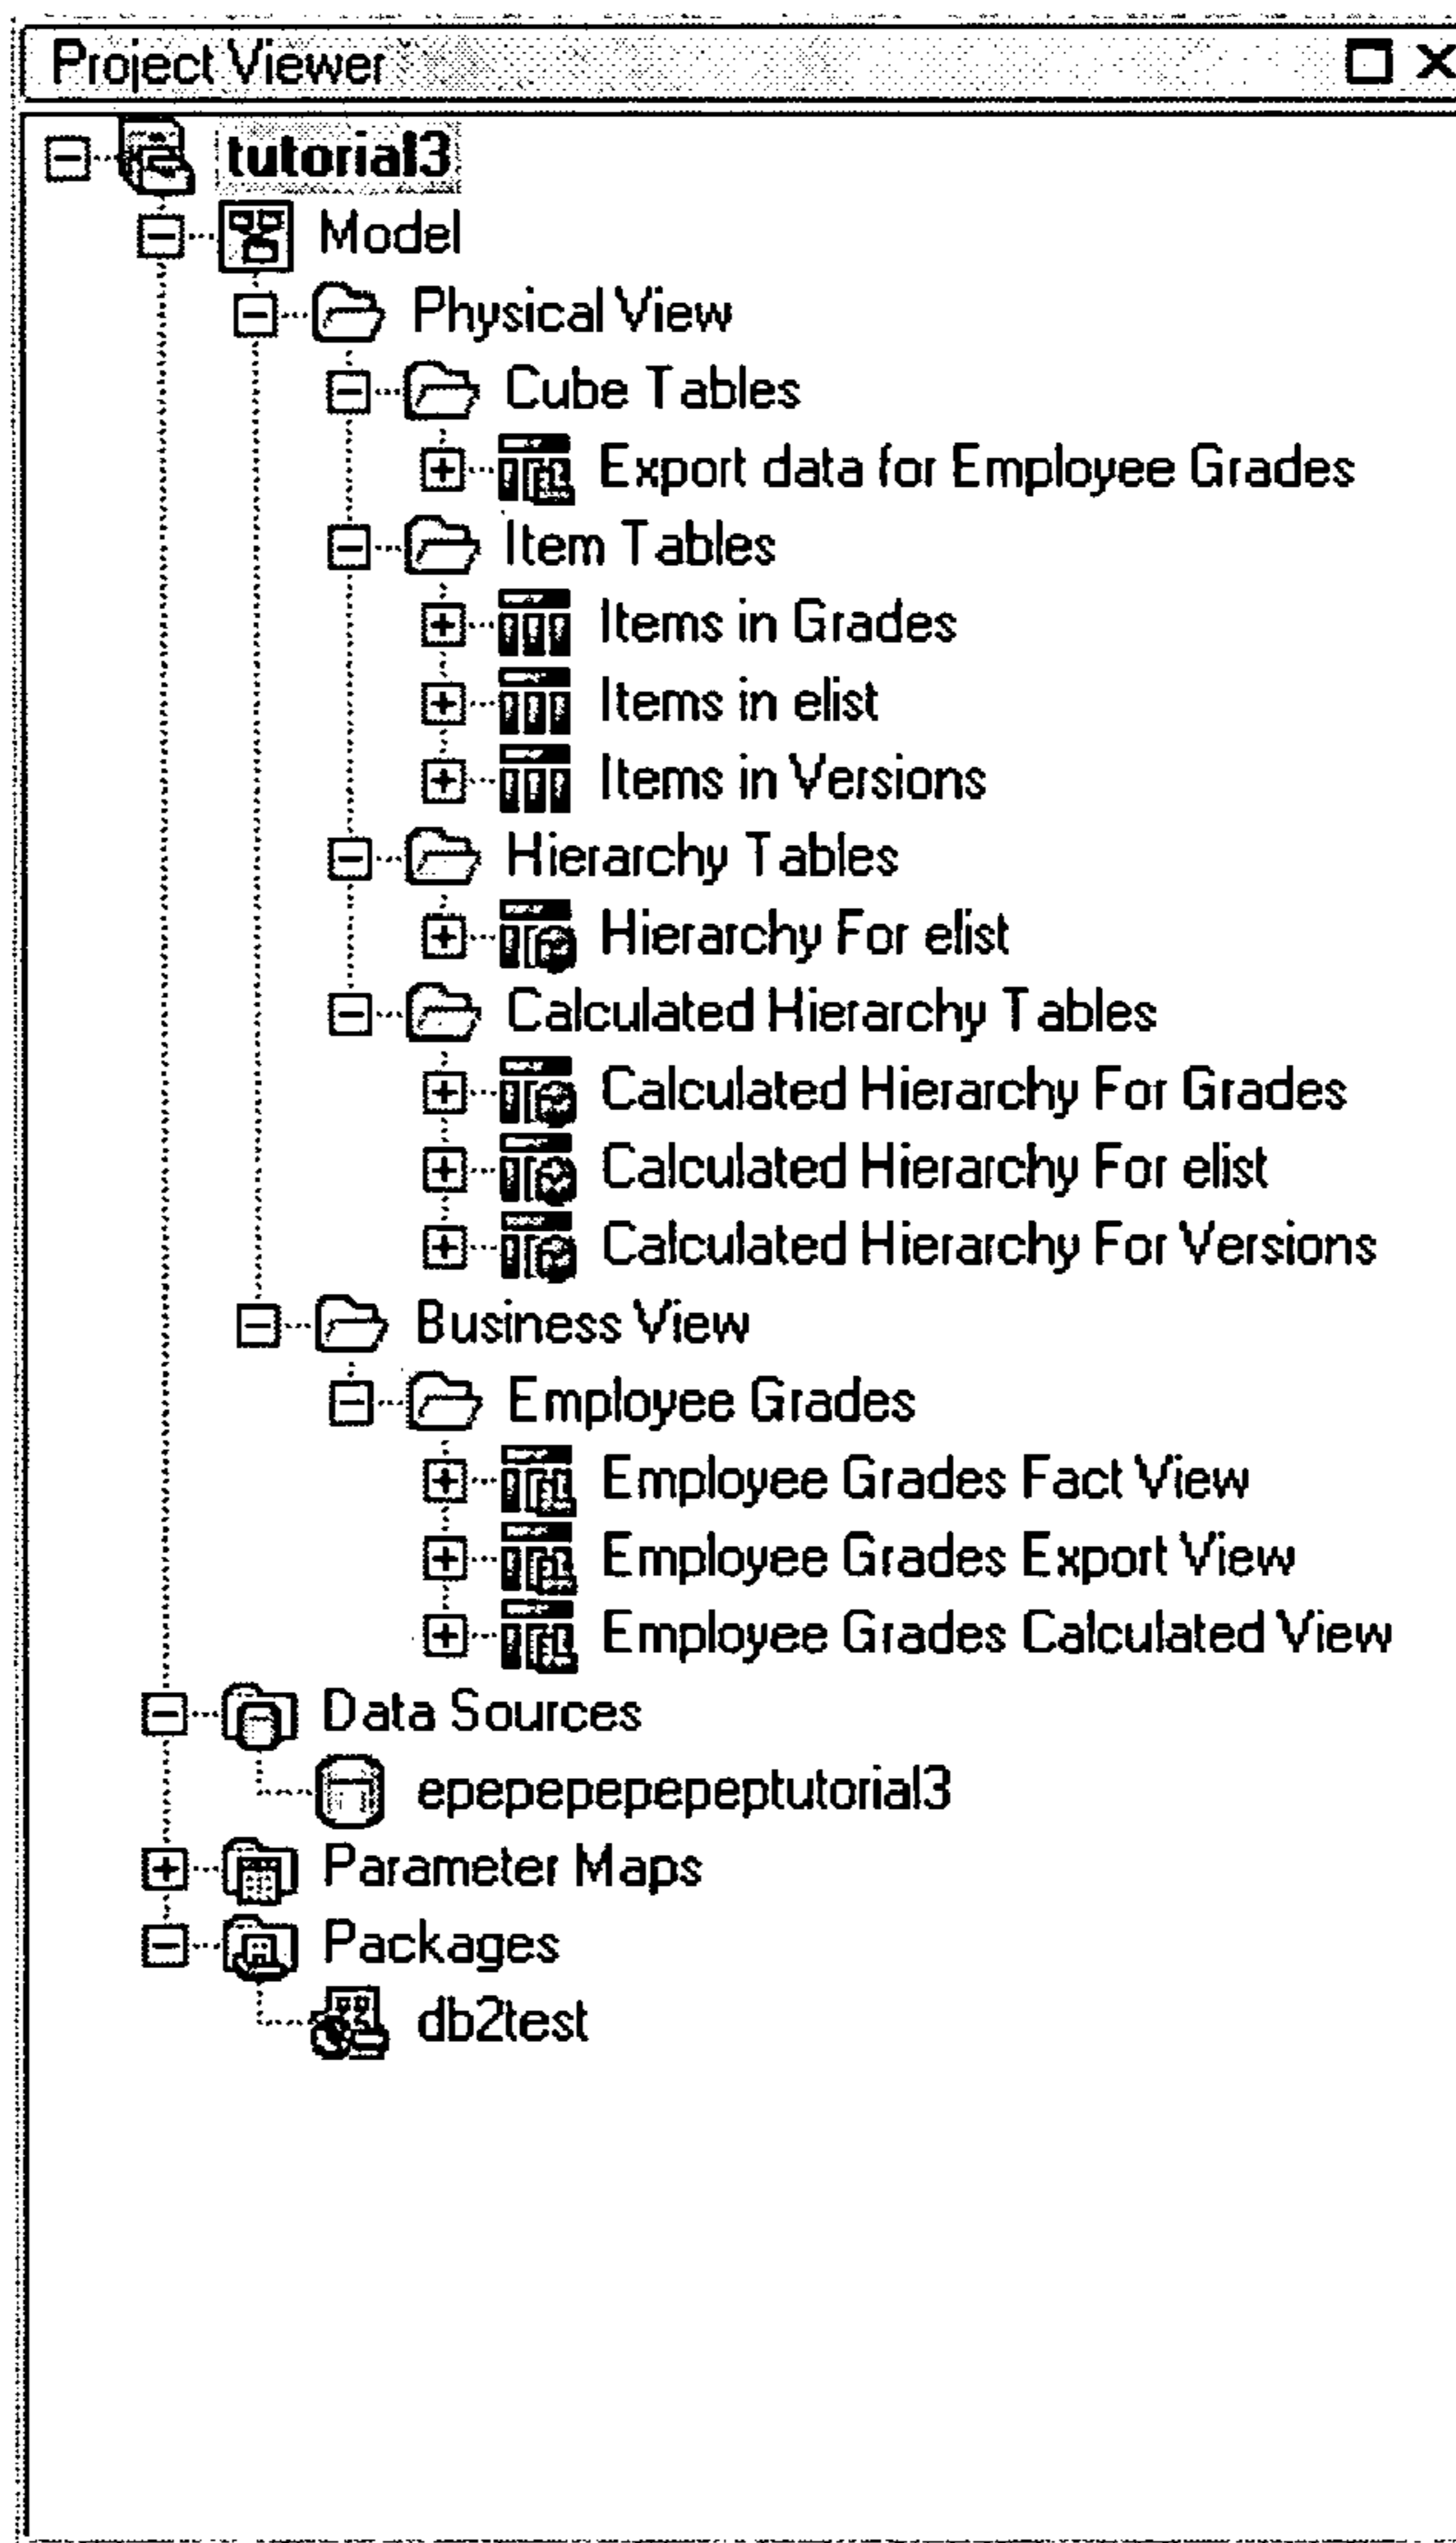 Project Viewer
tutorial3
Model
Physical View
Cube Tables
Export data for Employee Grades
Item Tables
Items in Grades
Items in elist
Items in Versions
Hierarchy Tables
Hierarchy For elist
Calculated Hierarchy Tables
Calculated Hierarchy For Grades
Calculated Hierarchy For elist
Calculated Hierarchy For Versions
Business View
Employee Grades
Employee Grades Fact View
Employee Grades Export View
Employee Grades Calculated View
Data Sources
epepepepepeptutorial3
Parameter Maps
Packages
db2test